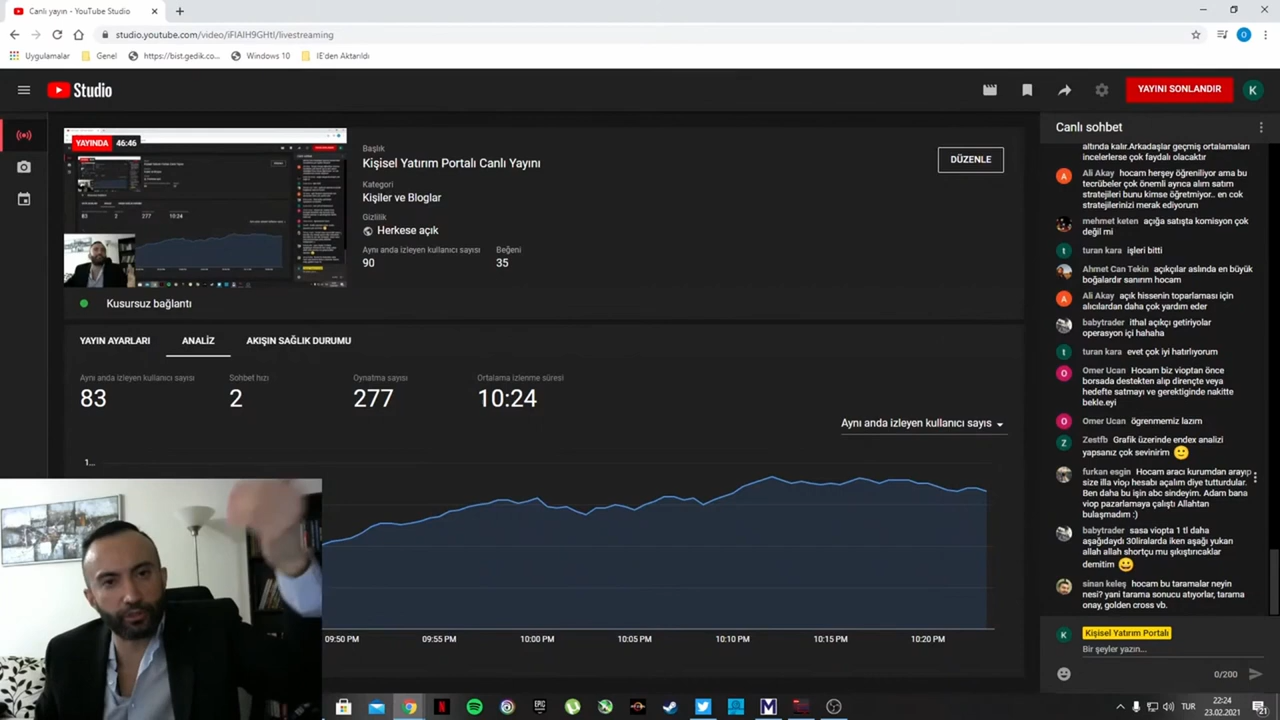 Canlı yayın - YouTube Studio
studio.youtube.com/video/iFIAIH9GHtI/livestreaming
Uygulamalar Genel https://bist.gedik.co... Windows 10 IE'den Aktarıldı
Studio
YAYINI SONLANDIR
K
YAYINDA 46:46
Başlık
Kişisel Yatırım Portalı Canlı Yayını
DÜZENLE
Kategori
Kişiler ve Bloglar
Gizlilik
Herkese açık
Aynı anda izleyen kullanıcı sayısı Beğeni
90 35
Kusursuz bağlantı
YAYIN AYARLARI ANALİZ AKIŞIN SAĞLIK DURUMU
Aynı anda izleyen kullanıcı sayısı Sohbet hızı Oynatma sayısı Ortalama izlenme süresi
83 2 277 10:24
Aynı anda izleyen kullanıcı sayıs
1...
09:50 PM 09:55 PM 10:00 PM 10:05 PM 10:10 PM 10:15 PM 10:20 PM
Canlı sohbet
altında kalır.Arkadaşlar geçmiş ortalamaları
incelerlerse çok faydalı olacaktır
Ali Akay hocam herşey öğreniliyor ama bu
tecrübeler çok önemli ayrıca alım satım
stratejileri bunu kimse öğretmiyor.. en cok
stratejilerinizi merak ediyorum
mehmet keten açığa satışta komisyon çok
değil mi
turan kara işleri bitti
Ahmet Can Tekin açıkçılar aslında en büyük
boğalardır sanırım hocam
Ali Akay açık hissenin toparlaması için
alıcılardan daha çok yardım eder
babytrader ithal açıkçı getiriyolar
operasyon içi hahaha
turan kara evet çok iyi hatırlıyorum
Omer Ucan Hocam biz vioptan önce
borsada destekten alıp dirençte veya
hedefte satmayı ve gerektiginde nakitte
bekle.eyi
Omer Ucan ögrenmemiz lazım
Zestfb Grafik üzerinde endex analizi
yapsanız çok sevinirim 🙂
furkan esgin Hocam aracı kurumdan arayıp
size illa viop hesabı açalım diye tutturdular.
Ben daha bu işin abc sindeyim. Adam bana
viop pazarlamaya çalıştı Allahtan
bulaşmadım :)
babytrader sasa viopta 1 tl daha
aşağıdaydı 30liralarda iken aşağı yukan
allah allah shortçu mu şıkıştırıcaklar
demitim 😀
sinan keleş hocam bu taramalar neyin
nesi? yani tarama sonucu atıyorlar, tarama
onay, golden cross vb.
Kişisel Yatırım Portalı
Bir şeyler yazın...
0/200
TUR
22:24
23.02.2021
21